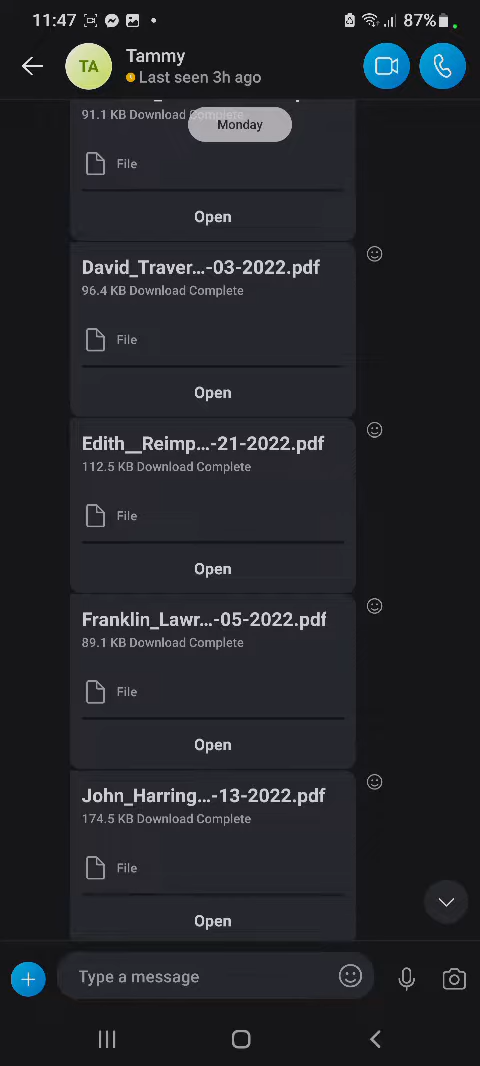 11:47
87%
TA
Tammy
Last seen 3h ago
91.1 KB Download Complete
Monday
File
Open
David_Traver...-03-2022.pdf
96.4 KB Download Complete
File
Open
Edith__Reimp...-21-2022.pdf
112.5 KB Download Complete
File
Open
Franklin_Lawr...-05-2022.pdf
89.1 KB Download Complete
File
Open
John_Harring...-13-2022.pdf
174.5 KB Download Complete
File
Open
Type a message